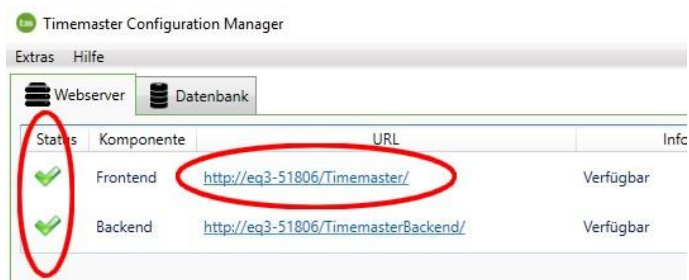 Timemaster Configuration Manager
Extras Hilfe
Webserver Datenbank
Status Komponente URL Info
Frontend http://eq3-51806/Timemaster/ Verfügbar
Backend http://eq3-51806/TimemasterBackend/ Verfügbar